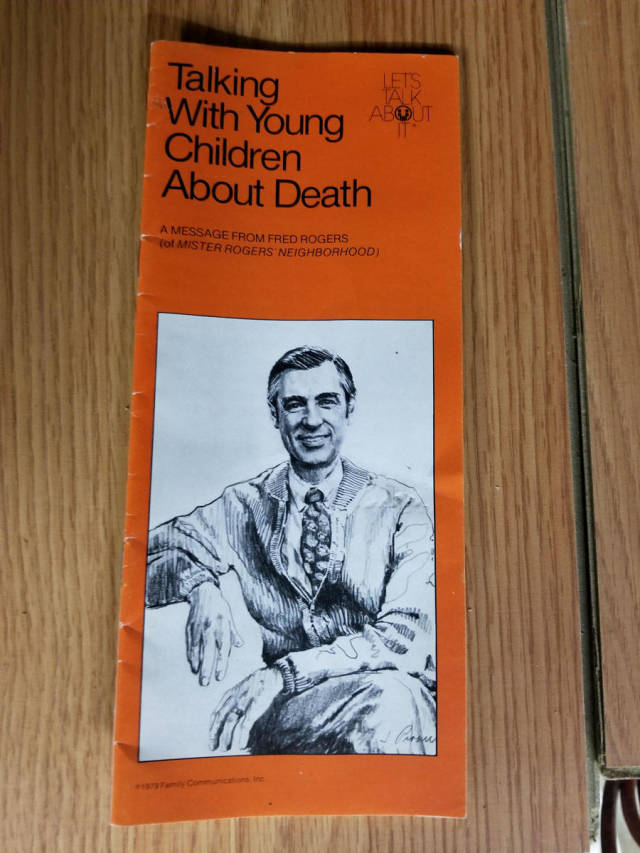 Talking
With Young
Children
About Death
LET'S
TALK
ABOUT
IT®
A MESSAGE FROM FRED ROGERS
(of MISTER ROGERS' NEIGHBORHOOD)
©1979 Family Communications, Inc.